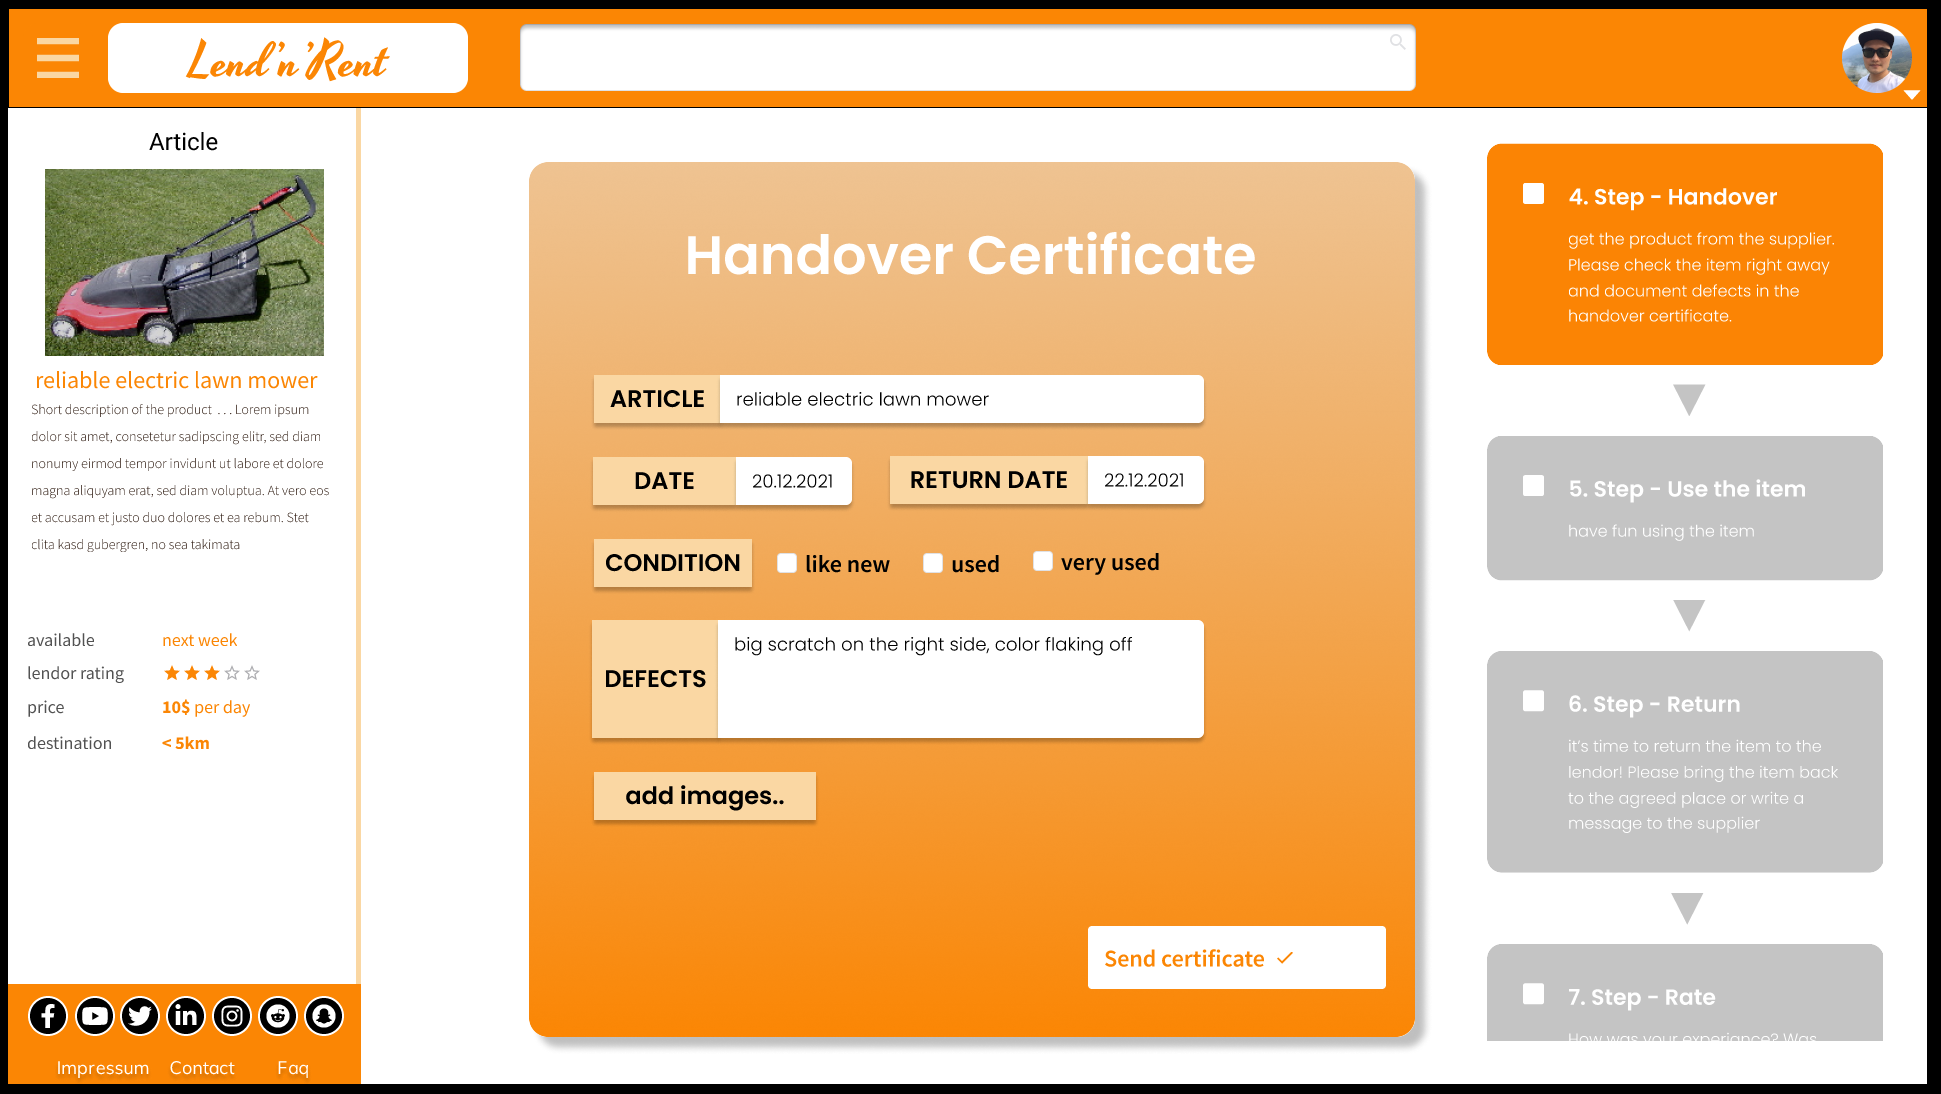 Lend'n'Rent
Article
reliable electric lawn mower
Short description of the product ... Lorem ipsum
dolor sit amet, consetetur sadipscing elitr, sed diam
nonumy eirmod tempor invidunt ut labore et dolore
magna aliquyam erat, sed diam voluptua. At vero eos
et accusam et justo duo dolores et ea rebum. Stet
clita kasd gubergren, no sea takimata
available next week
lendor rating
price 10$ per day
destination < 5km
Impressum Contact Faq
Handover Certificate
ARTICLE reliable electric lawn mower
DATE 20.12.2021 RETURN DATE 22.12.2021
CONDITION like new used very used
DEFECTS big scratch on the right side, color flaking off
add images..
Send certificate
4. Step - Handover
get the product from the supplier.
Please check the item right away
and document defects in the
handover certificate.
5. Step - Use the item
have fun using the item
6. Step - Return
it's time to return the item to the
lendor! Please bring the item back
to the agreed place or write a
message to the supplier
7. Step - Rate
How was your experiance? Was